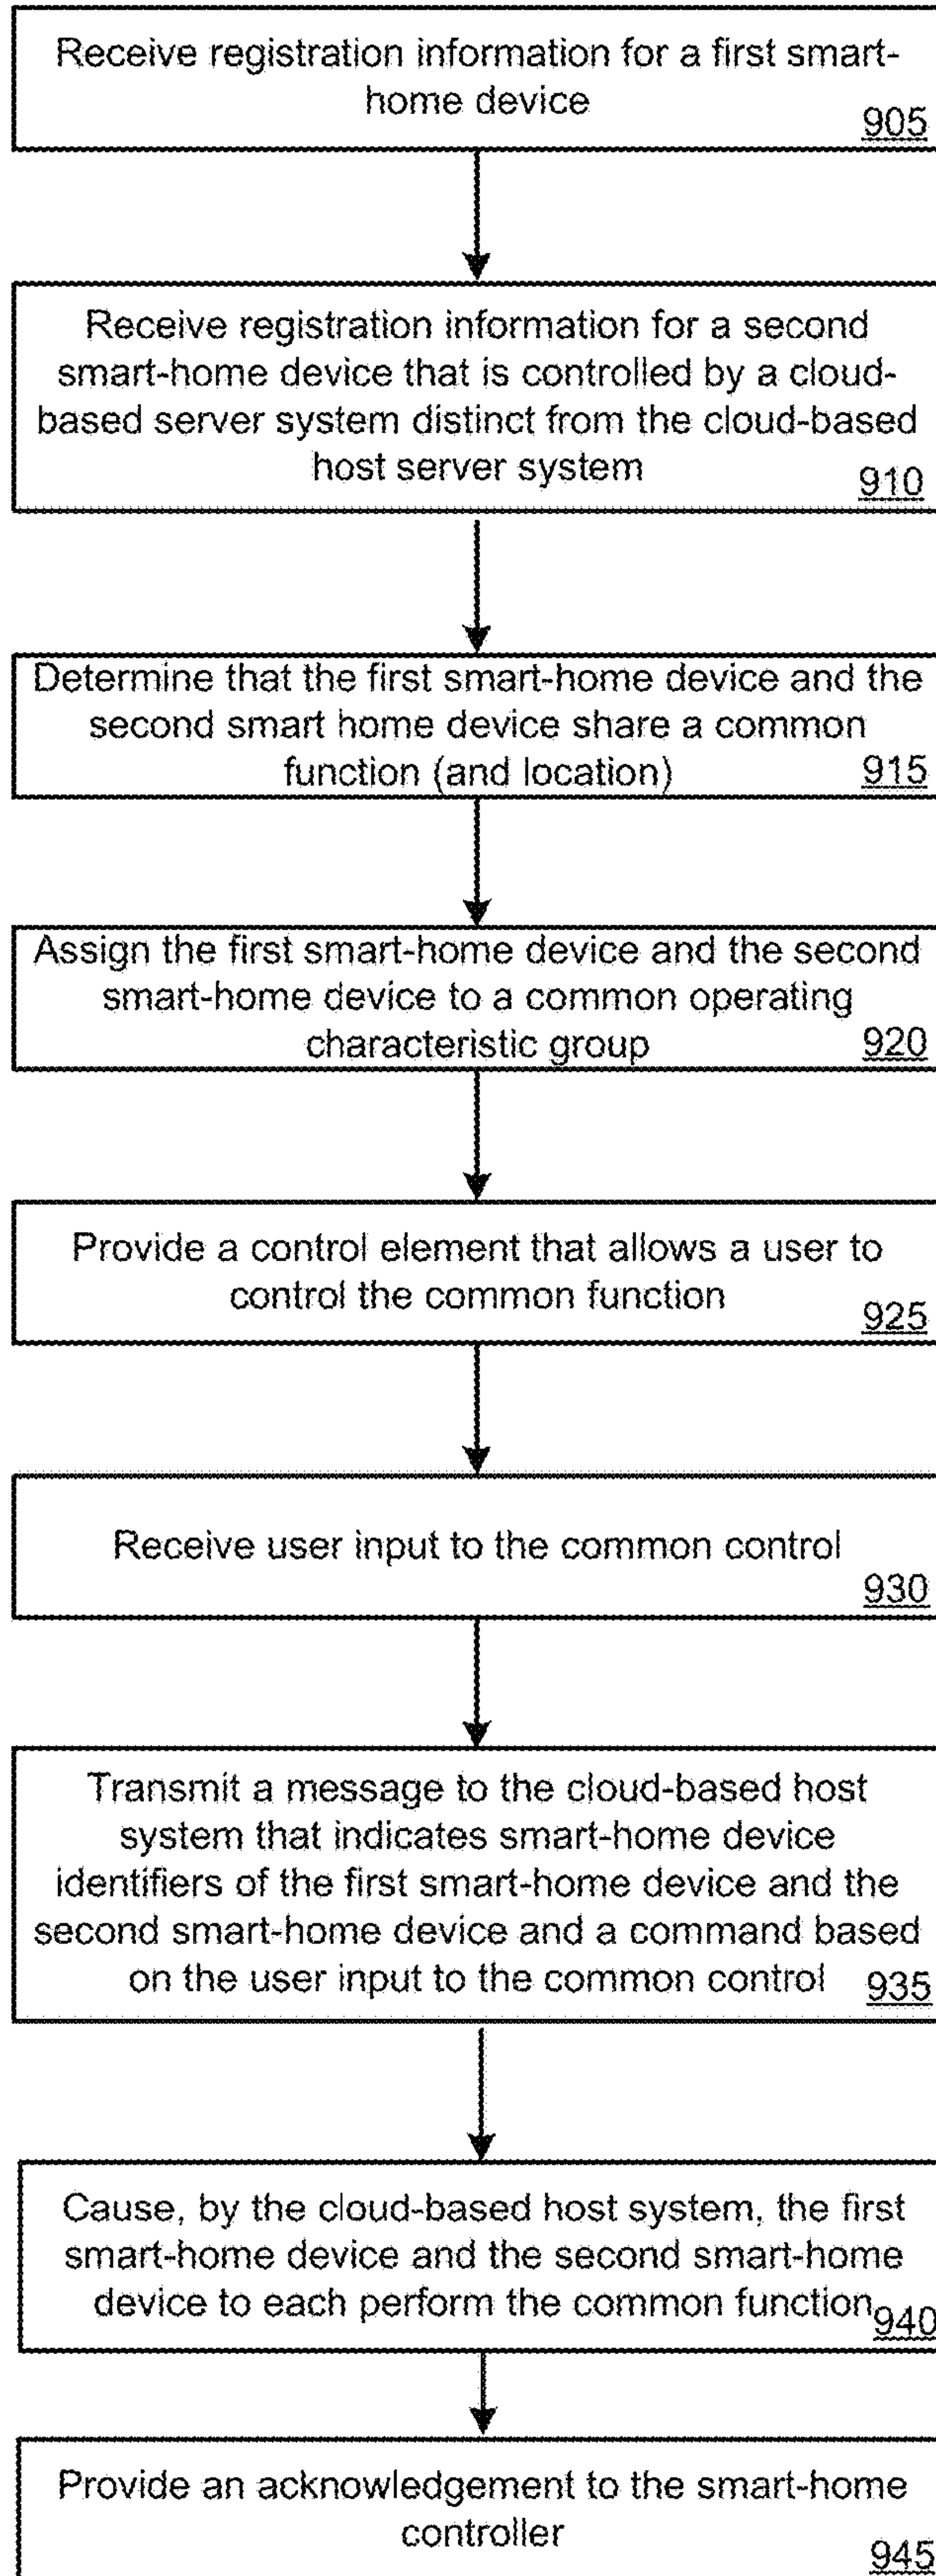 Receive registration information for a first smart-
home device
905
Receive registration information for a second
smart-home device that is controlled by a cloud-
based server system distinct from the cloud-based
host server system
910
Determine that the first smart-home device and the
second smart home device share a common
function (and location)
915
Assign the first smart-home device and the second
smart-home device to a common operating
characteristic group
920
Provide a control element that allows a user to
control the common function
925
Receive user input to the common control
930
Transmit a message to the cloud-based host
system that indicates smart-home device
identifiers of the first smart-home device and the
second smart-home device and a command based
on the user input to the common control
935
Cause, by the cloud-based host system, the first
smart-home device and the second smart-home
device to each perform the common function
940
Provide an acknowledgement to the smart-home
controller
945